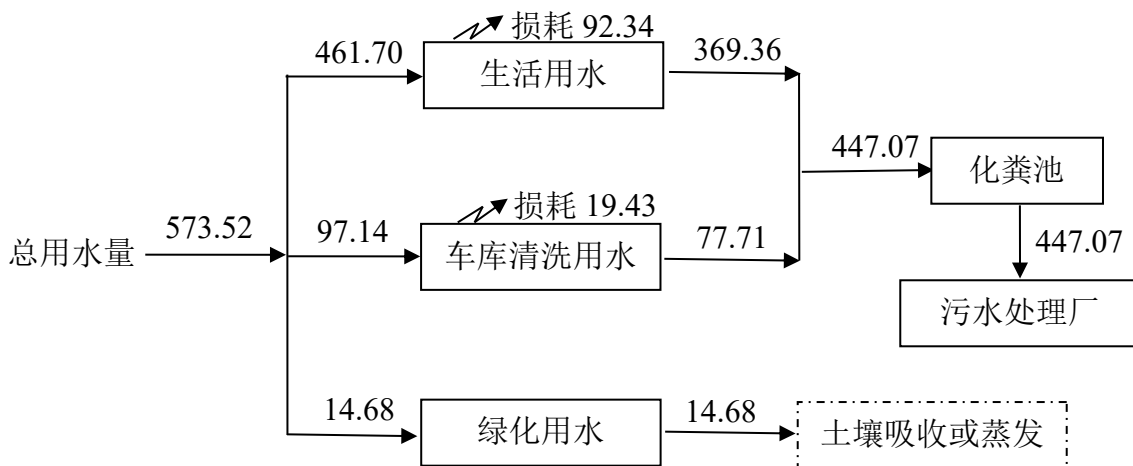 损耗 92.34
461.70
生活用水
369.36
447.07
化粪池
损耗 19.43
总用水量
573.52
97.14
车库清洗用水
77.71
447.07
污水处理厂
14.68
绿化用水
14.68
土壤吸收或蒸发